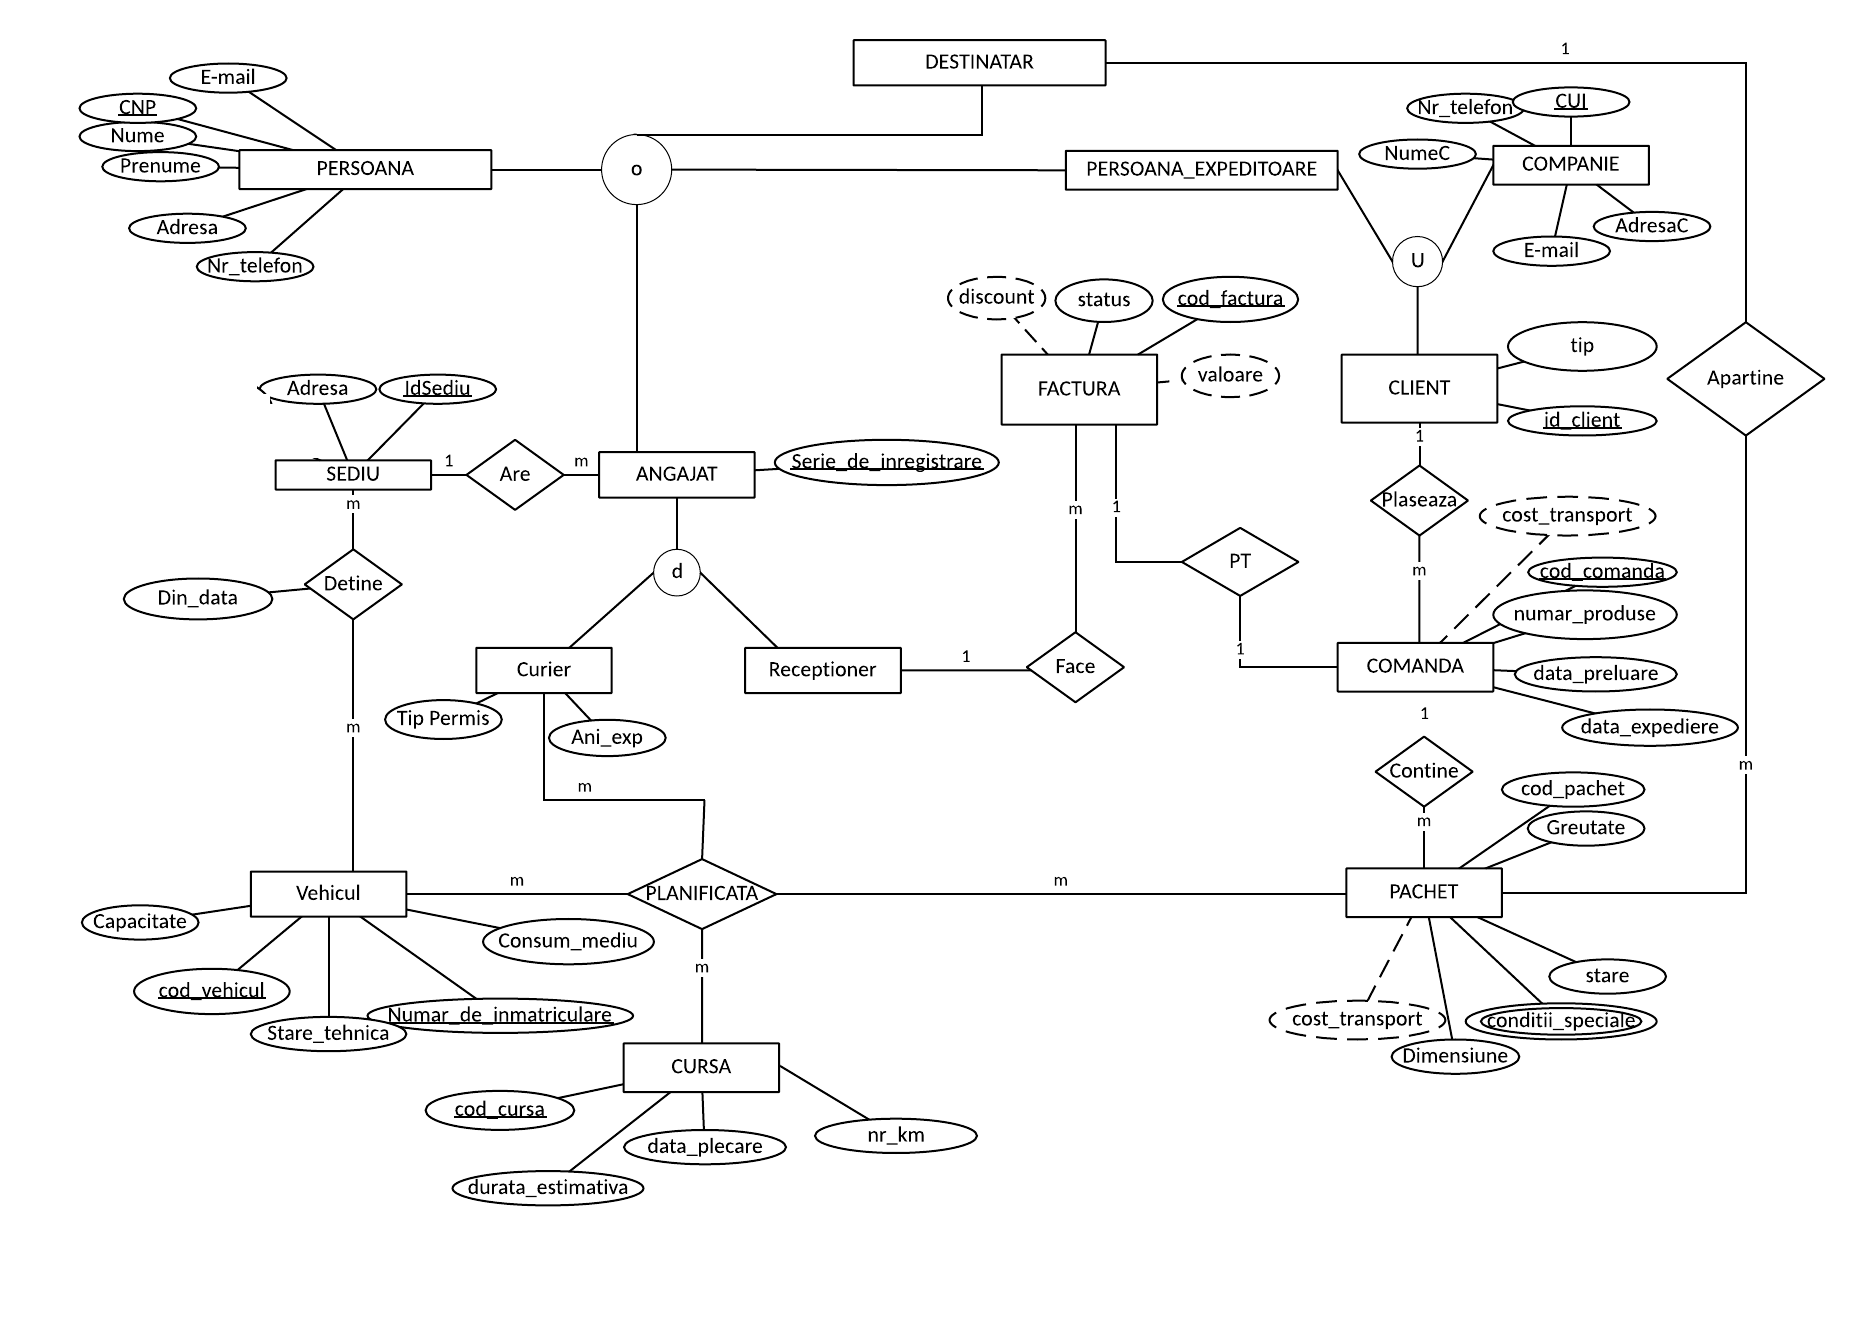 DESTINATAR
1
E-mail
CNP
Nume
Prenume
PERSOANA
Adresa
Nr_telefon
o
PERSOANA_EXPEDITOARE
Nr_telefon
CUI
NumeC
COMPANIE
AdresaC
E-mail
U
discount
status
cod_factura
valoare
FACTURA
tip
CLIENT
id_client
Apartine
Adresa
IdSediu
SEDIU
1
Are
m
ANGAJAT
Serie_de_inregistrare
1
Plaseaza
cost_transport
m
m
1
PT
m
cod_comanda
numar_produse
Din_data
Detine
d
Curier
Receptioner
1
Face
1
COMANDA
data_preluare
data_expediere
Tip Permis
Ani_exp
m
m
1
Contine
m
m
cod_pachet
Greutate
Vehicul
m
PLANIFICATA
m
PACHET
Capacitate
Consum_mediu
cod_vehicul
Numar_de_inmatriculare
Stare_tehnica
m
stare
cost_transport
conditii_speciale
Dimensiune
CURSA
cod_cursa
data_plecare
nr_km
durata_estimativa